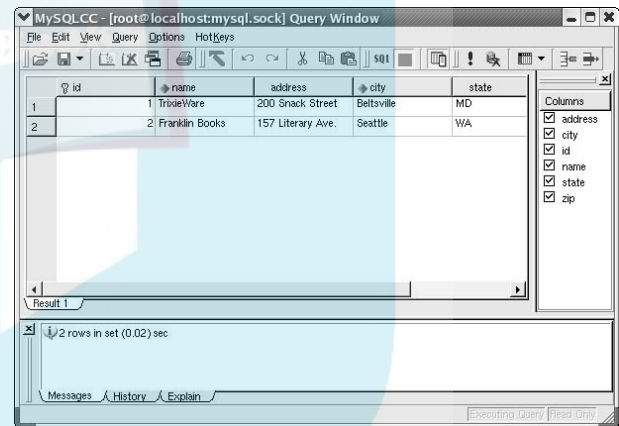 MySQLCC - [root@localhost:mysql.sock] Query Window
File Edit View Query Options HotKeys
SQL
id name address city state
1 1 TrixieWare 200 Snack Street Beltsville MD
2 2 Franklin Books 157 Literary Ave. Seattle WA
Columns
address
city
id
name
state
zip
Result 1
2 rows in set (0.02) sec
Messages History Explain
Executing Query Read Only